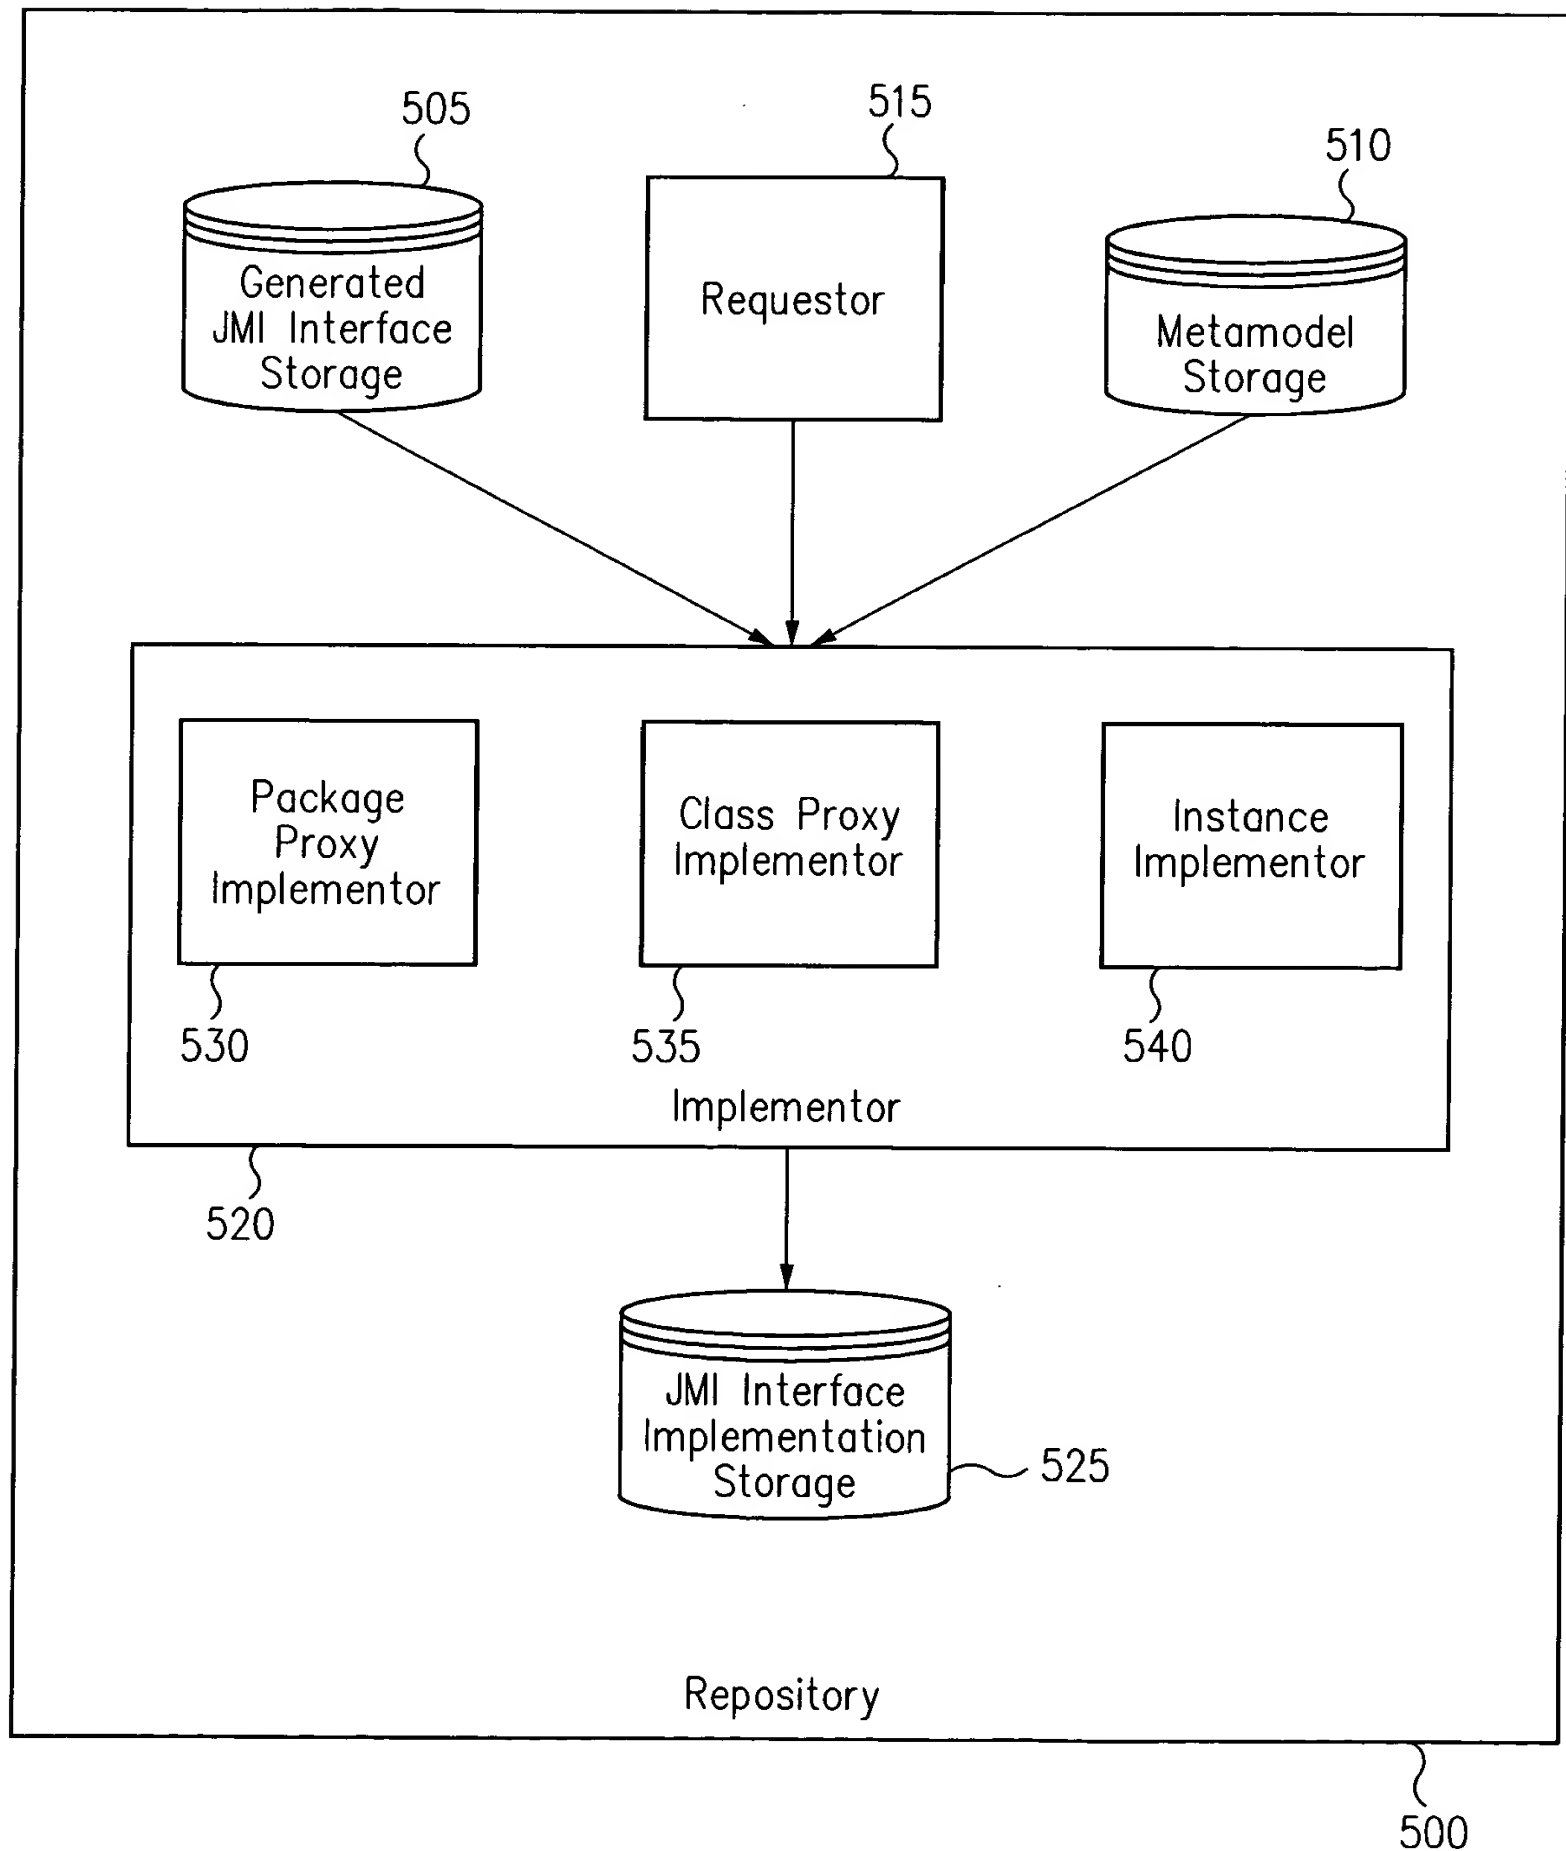 505
515
510
Generated
JMI Interface
Storage
Requestor
Metamodel
Storage
Package
Proxy
Implementor
Class Proxy
Implementor
Instance
Implementor
530
535
540
Implementor
520
JMI Interface
Implementation
Storage
525
Repository
500